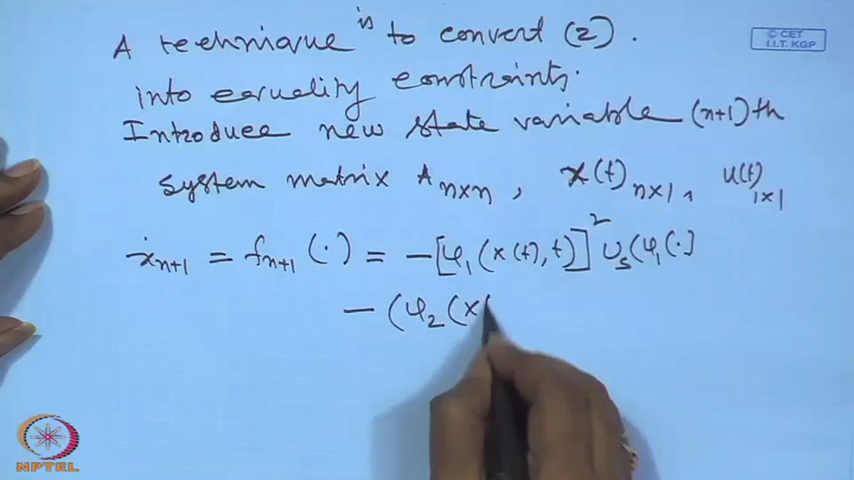 A technique is to convert (2).
© CET
I.I.T. KGP
into equality constraints.
Introduce new state variable (n+1)th
system matrix A n×n, x(t) n×1, u(t) 1×1
ẋn+1 = fn+1 (·) = -[φ1(x(t),t)]² Us(φ1(·)
- (φ2(x(
NPTEL